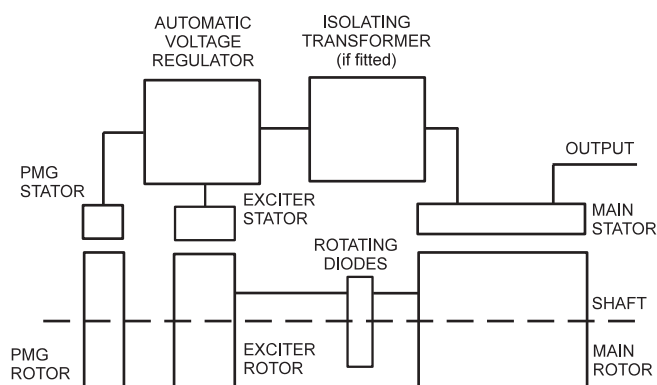 AUTOMATIC
VOLTAGE
REGULATOR
ISOLATING
TRANSFORMER
(if fitted)
OUTPUT
PMG
STATOR
EXCITER
STATOR
MAIN
STATOR
ROTATING
DIODES
SHAFT
PMG
ROTOR
EXCITER
ROTOR
MAIN
ROTOR